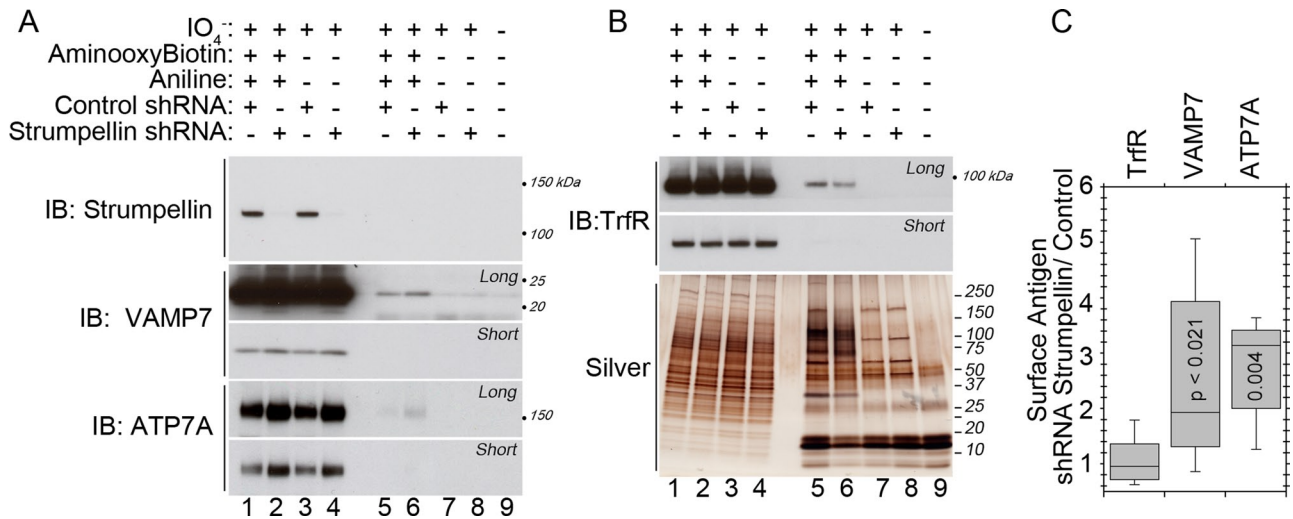 A
IO4-: + + + + + + + + -
AminooxyBiotin: + + - - + + - - -
Aniline: + + - - + + - - -
Control shRNA: + - + - + - + - -
Strumpellin shRNA: - + - + - + - + -
IB: Strumpellin
150 kDa
100
IB: VAMP7
Long
25
20
Short
IB: ATP7A
Long
150
Short
1 2 3 4 5 6 7 8 9
B
+ + + + + + + + -
+ + - - + + - - -
+ + - - + + - - -
+ - + - + - + - -
- + - + - + - + -
IB:TrfR
Long
100 kDa
Short
Silver
250
150
100
75
50
37
25
20
10
1 2 3 4 5 6 7 8 9
C
TrfR
VAMP7
ATP7A
Surface Antigen
shRNA Strumpellin/ Control
6
5
4
3
2
1
p < 0.021
0.004